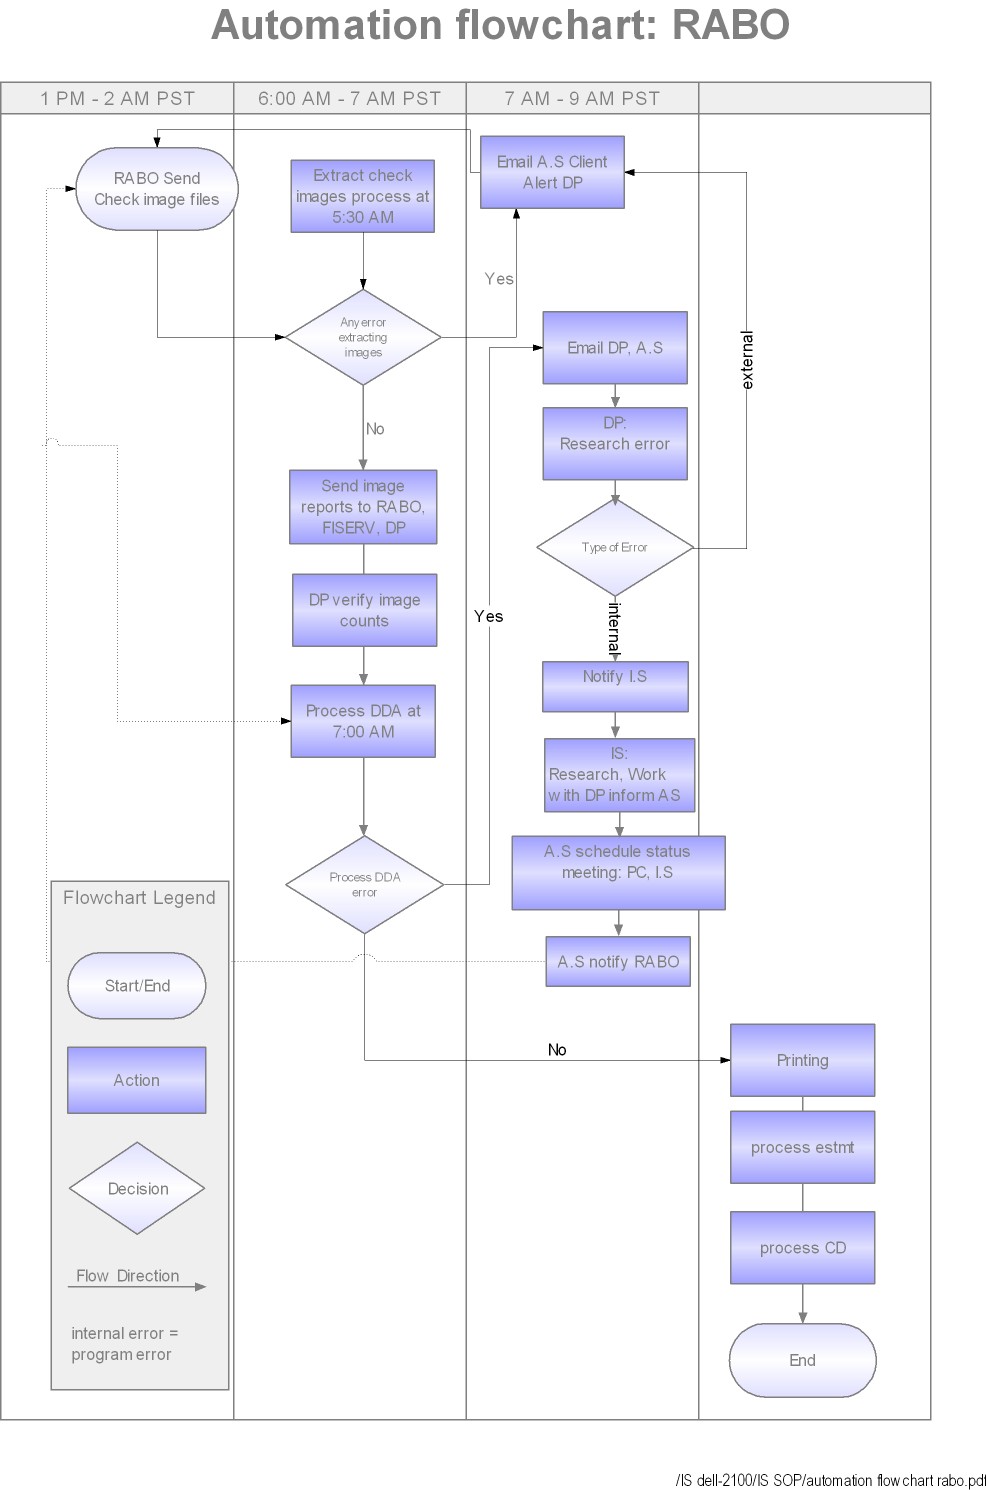 Automation flowchart: RABO
1 PM - 2 AM PST
6:00 AM - 7 AM PST
7 AM - 9 AM PST
RABO Send
Check image files
Extract check
images process at
5:30 AM
Email A.S Client
Alert DP
Yes
Any error
extracting
images
Email DP, A.S
external
No
DP:
Research error
Send image
reports to RABO,
FISERV, DP
Type of Error
DP verify image
counts
Yes
internal
Notify I.S
Process DDA at
7:00 AM
IS:
Research, Work
with DP inform AS
A.S schedule status
meeting: PC, I.S
Process DDA
error
A.S notify RABO
No
Printing
process estmt
process CD
End
Flowchart Legend
Start/End
Action
Decision
Flow Direction
internal error =
program error
/IS dell-2100/IS SOP/automation flowchart rabo.pdf